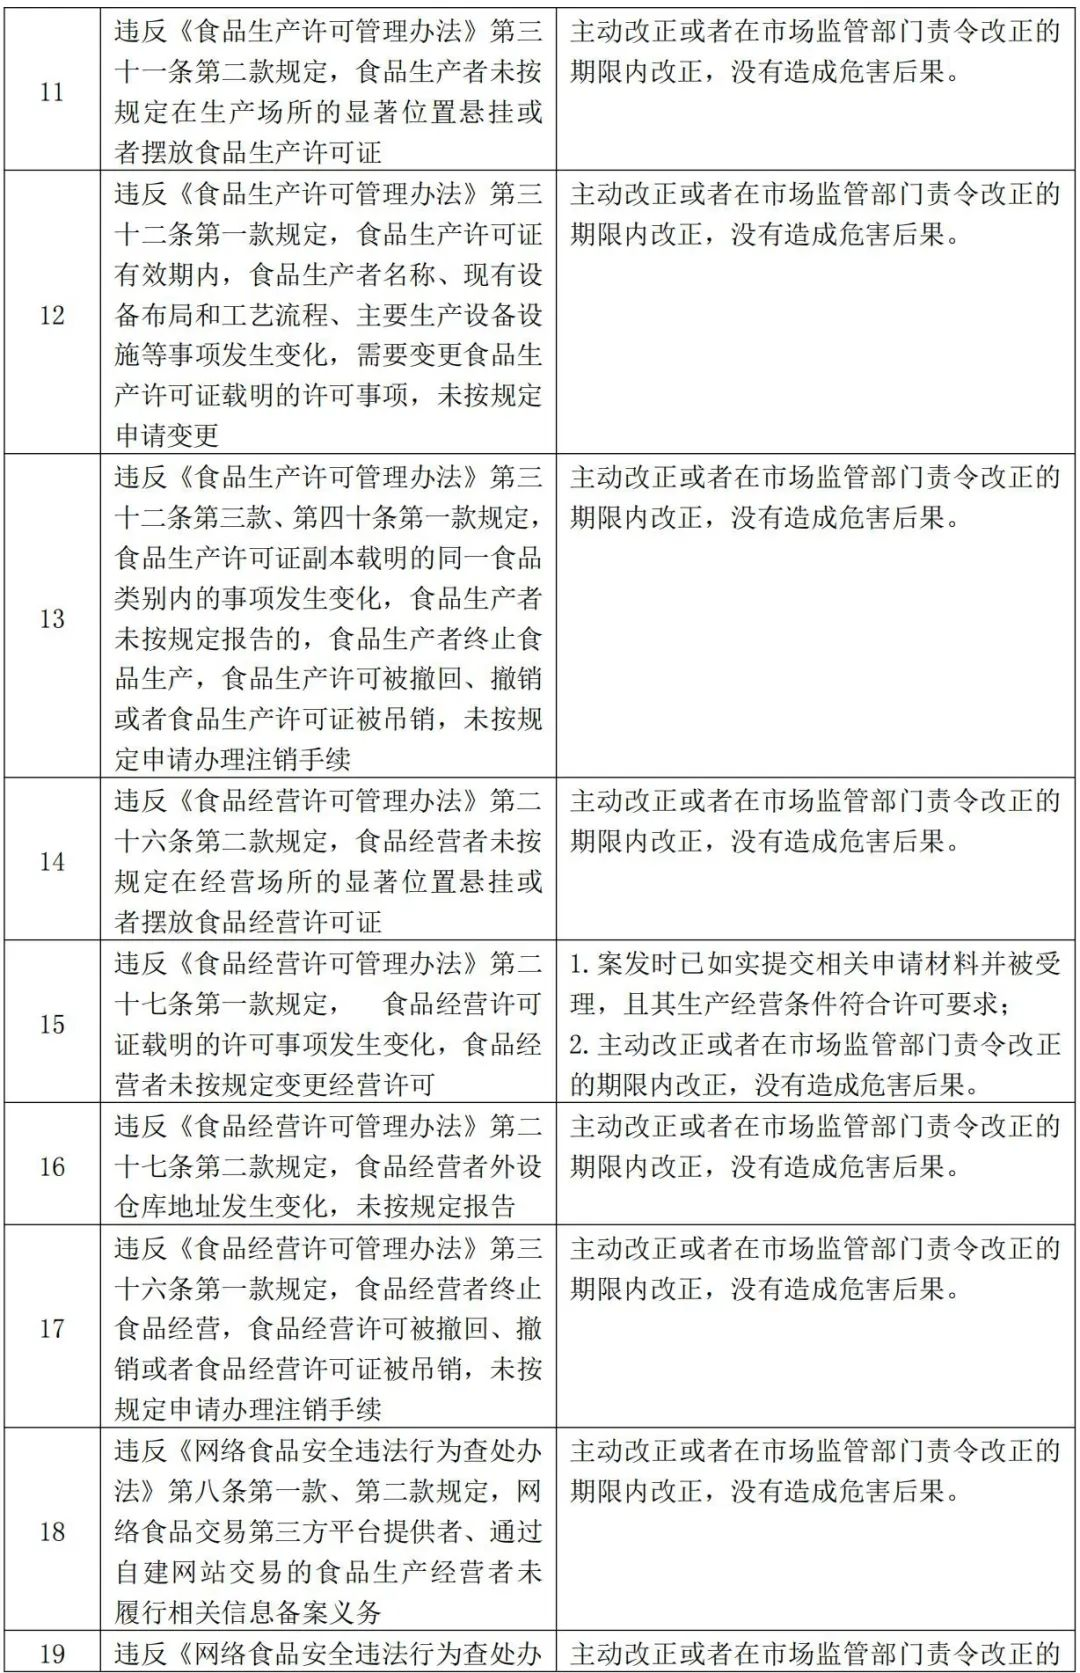 11
违反《食品生产许可管理办法》第三
十一条第二款规定，食品生产者未按
规定在生产场所的显著位置悬挂或
者摆放食品生产许可证
主动改正或者在市场监管部门责令改正的
期限内改正，没有造成危害后果。
12
违反《食品生产许可管理办法》第三
十二条第一款规定，食品生产许可证
有效期内，食品生产者名称、现有设
备布局和工艺流程、主要生产设备设
施等事项发生变化，需要变更食品生
产许可证载明的许可事项，未按规定
申请变更
主动改正或者在市场监管部门责令改正的
期限内改正，没有造成危害后果。
13
违反《食品生产许可管理办法》第三
十二条第三款、第四十条第一款规定，
食品生产许可证副本载明的同一食品
类别内的事项发生变化，食品生产者
未按规定报告的，食品生产者终止食
品生产，食品生产许可被撤回、撤销
或者食品生产许可证被吊销，未按规
定申请办理注销手续
主动改正或者在市场监管部门责令改正的
期限内改正，没有造成危害后果。
14
违反《食品经营许可管理办法》第二
十六条第二款规定，食品经营者未按
规定在经营场所的显著位置悬挂或
者摆放食品经营许可证
主动改正或者在市场监管部门责令改正的
期限内改正，没有造成危害后果。
15
违反《食品经营许可管理办法》第二
十七条第一款规定， 食品经营许可
证载明的许可事项发生变化，食品经
营者未按规定变更经营许可
1.案发时已如实提交相关申请材料并被受
理，且其生产经营条件符合许可要求；
2.主动改正或者在市场监管部门责令改正
的期限内改正，没有造成危害后果。
16
违反《食品经营许可管理办法》第二
十七条第二款规定，食品经营者外设
仓库地址发生变化，未按规定报告
主动改正或者在市场监管部门责令改正的
期限内改正，没有造成危害后果。
17
违反《食品经营许可管理办法》第三
十六条第一款规定，食品经营者终止
食品经营，食品经营许可被撤回、撤
销或者食品经营许可证被吊销，未按
规定申请办理注销手续
主动改正或者在市场监管部门责令改正的
期限内改正，没有造成危害后果。
18
违反《网络食品安全违法行为查处办
法》第八条第一款、第二款规定，网
络食品交易第三方平台提供者、通过
自建网站交易的食品生产经营者未
履行相关信息备案义务
主动改正或者在市场监管部门责令改正的
期限内改正，没有造成危害后果。
19
违反《网络食品安全违法行为查处办
主动改正或者在市场监管部门责令改正的